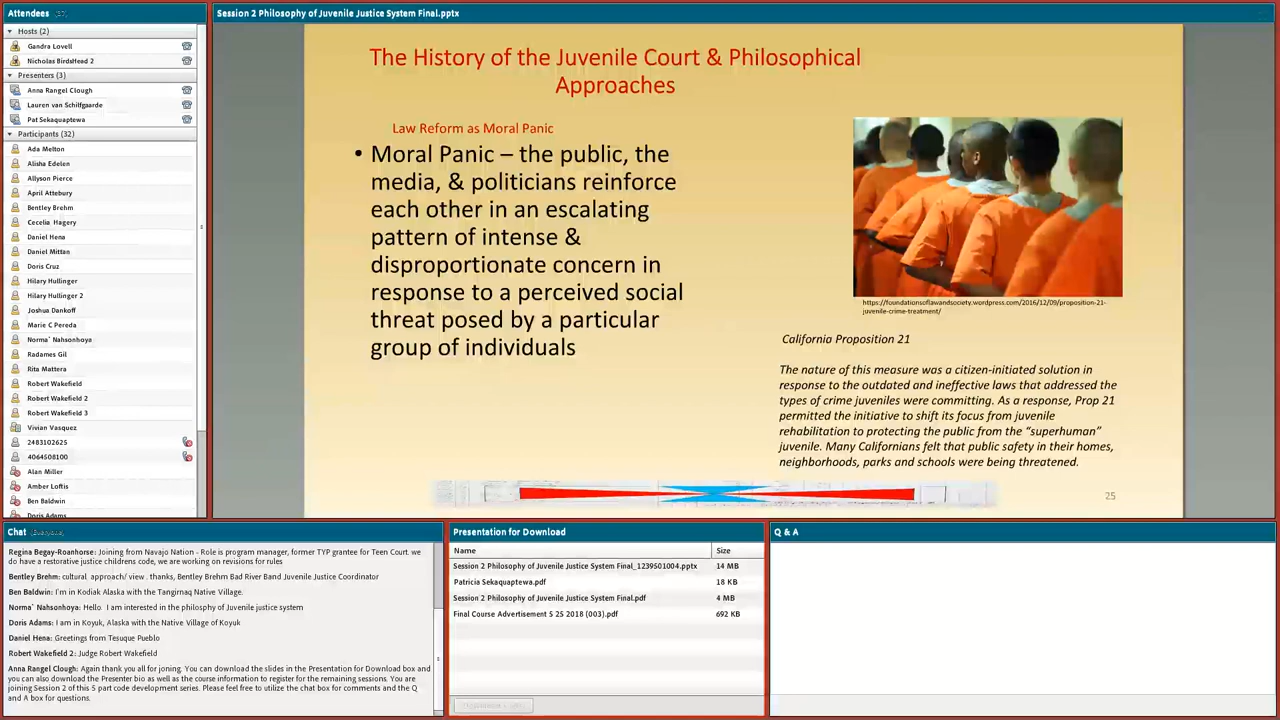 Attendees (37)
Hosts (2)
Gandra Lovell
Nicholas BirdsHead 2
Presenters (3)
Anna Rangel Clough
Lauren van Schilfgaarde
Pat Sekaquaptewa
Participants (32)
Ada Melton
Alisha Edelen
Allyson Pierce
April Attebury
Bentley Brehm
Cecelia Hagery
Daniel Hena
Daniel Mittan
Doris Cruz
Hilary Hullinger
Hilary Hullinger 2
Joshua Dankoff
Marie C Pereda
Norma` Nahsonhoya
Radames Gil
Rita Mattera
Robert Wakefield
Robert Wakefield 2
Robert Wakefield 3
Vivian Vasquez
2483102625
4064508100
Alan Miller
Amber Loftis
Ben Baldwin
Doris Adams
Session 2 Philosophy of Juvenile Justice System Final.pptx
The History of the Juvenile Court & Philosophical
Approaches
Law Reform as Moral Panic
• Moral Panic – the public, the
media, & politicians reinforce
each other in an escalating
pattern of intense &
disproportionate concern in
response to a perceived social
threat posed by a particular
group of individuals
https://foundationsoflawandsociety.wordpress.com/2016/12/09/proposition-21-
juvenile-crime-treatment/
California Proposition 21
The nature of this measure was a citizen-initiated solution in
response to the outdated and ineffective laws that addressed the
types of crime juveniles were committing. As a response, Prop 21
permitted the initiative to shift its focus from juvenile
rehabilitation to protecting the public from the “superhuman”
juvenile. Many Californians felt that public safety in their homes,
neighborhoods, parks and schools were being threatened.
25
Chat (Everyone)
Regina Begay-Roanhorse: Joining from Navajo Nation - Role is program manager, former TYP grantee for Teen Court. we
do have a restorative justice childrens code, we are working on revisions for rules
Bentley Brehm: cultural approach/ view . thanks, Bentley Brehm Bad River Band Juvenile Justice Coordinator
Ben Baldwin: I'm in Kodiak Alaska with the Tangirnaq Native Village.
Norma` Nahsonhoya: Hello. I am interested in the philosphy of Juvenile justice system
Doris Adams: I am in Koyuk, Alaska with the Native Village of Koyuk
Daniel Hena: Greetings from Tesuque Pueblo
Robert Wakefield 2: Judge Robert Wakefield
Anna Rangel Clough: Again thank you all for joning. You can download the slides in the Presentation for Download box and
you can also download the Presenter bio as well as the course information to register for the remaining sessions. You are
joining Session 2 of this 5 part code development series. Please feel free to utilize the chat box for comments and the Q
and A box for questions.
Presentation for Download
Name Size
Session 2 Philosophy of Juvenile Justice System Final_1239501004.pptx 14 MB
Patricia Sekaquaptewa.pdf 18 KB
Session 2 Philosophy of Juvenile Justice System Final.pdf 4 MB
Final Course Advertisement 5 25 2018 (003).pdf 692 KB
Q & A